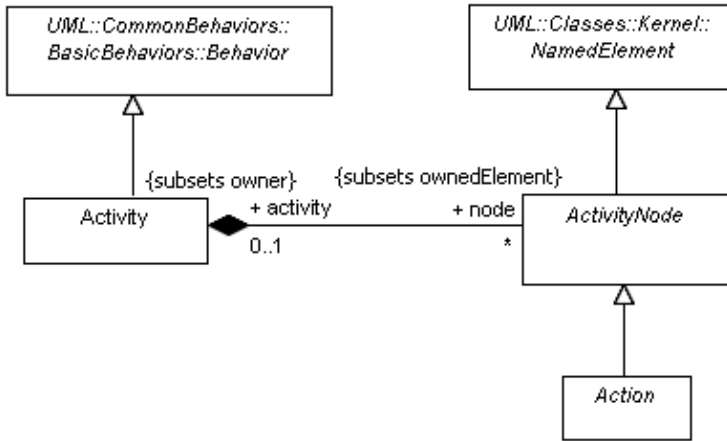 UML::CommonBehaviors::
BasicBehaviors::Behavior
UML::Classes::Kernel::
NamedElement
{subsets owner}
{subsets ownedElement}
Activity
+ activity
+ node
ActivityNode
0..1
*
Action